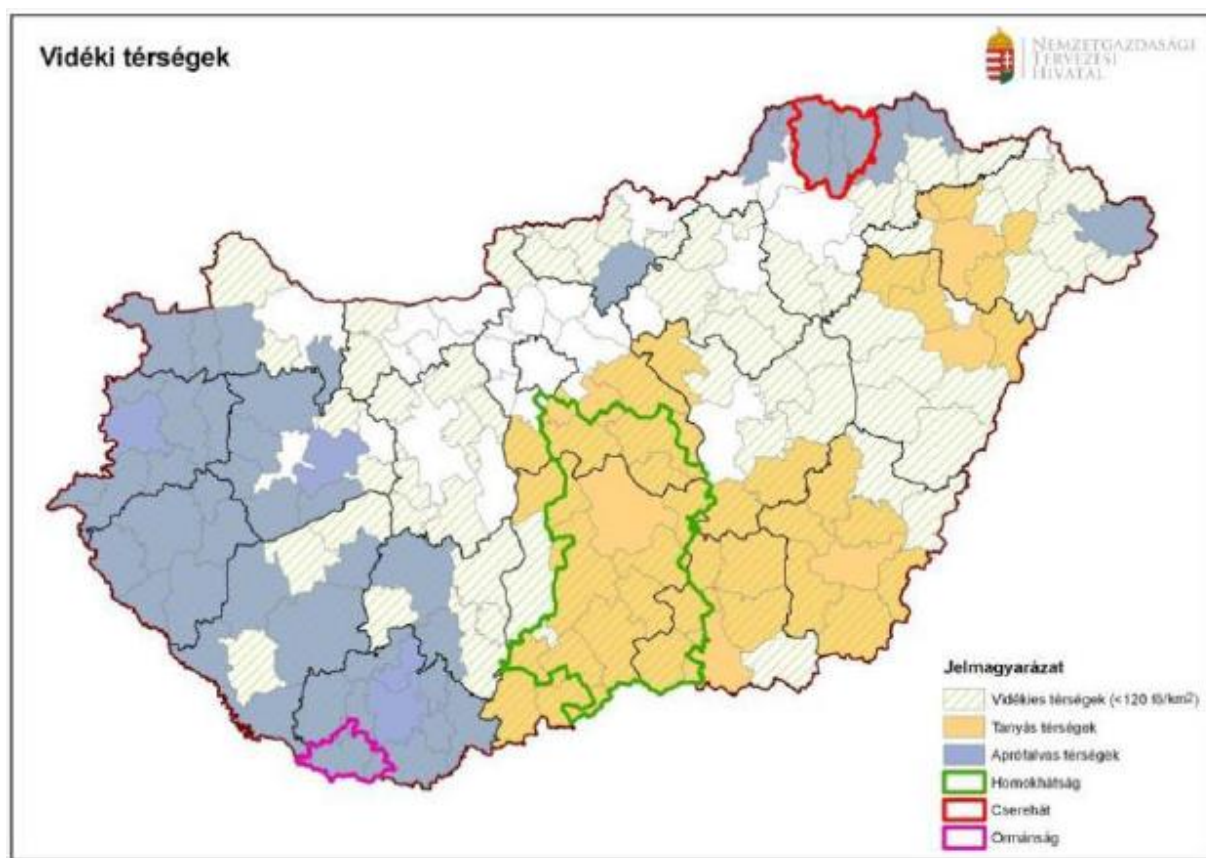 Vidéki térségek
NEMZETGAZDASÁGI
TERVEZÉSI
HIVATAL
Jelmagyarázat
Vidékies térségek (<120 fő/km2)
Tanyás térségek
Aprófalvas térségek
Homokhátság
Cserehát
Ormánság